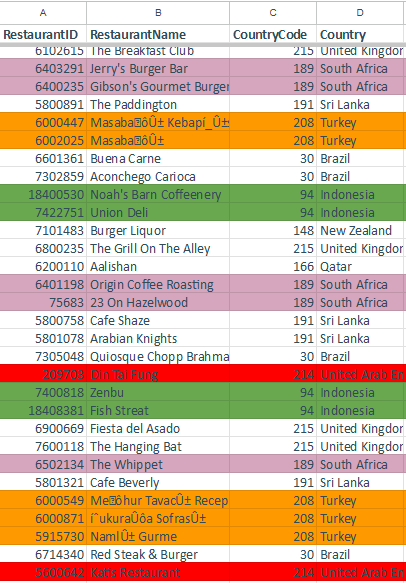 A B C D
RestaurantID RestaurantName CountryCode Country
6102615 The Breakfast Club 215 United Kingdor
6403291 Jerry's Burger Bar 189 South Africa
6400235 Gibson's Gourmet Burger 189 South Africa
5800891 The Paddington 191 Sri Lanka
6000447 Masaba�ôÛ± Kebapí_Û± 208 Turkey
6002025 Masaba�ôÛ± 208 Turkey
6601361 Buena Carne 30 Brazil
7302859 Aconchego Carioca 30 Brazil
18400530 Noah's Barn Coffeenery 94 Indonesia
7422751 Union Deli 94 Indonesia
7101483 Burger Liquor 148 New Zealand
6800235 The Grill On The Alley 215 United Kingdor
6200110 Aalishan 166 Qatar
6401198 Origin Coffee Roasting 189 South Africa
75683 23 On Hazelwood 189 South Africa
5800758 Cafe Shaze 191 Sri Lanka
5801078 Arabian Knights 191 Sri Lanka
7305048 Quiosque Chopp Brahma 30 Brazil
209703 Din Tai Fung 214 United Arab En
7400818 Zenbu 94 Indonesia
18408381 Fish Streat 94 Indonesia
6900669 Fiesta del Asado 215 United Kingdor
7600118 The Hanging Bat 215 United Kingdor
6502134 The Whippet 189 South Africa
5801321 Cafe Beverly 191 Sri Lanka
6000549 Me�ôhur TavacÛ± Recep 208 Turkey
6000871 í¨ukuraÛôa SofrasÛ± 208 Turkey
5915730 NamlÛ± Gurme 208 Turkey
6714340 Red Steak & Burger 30 Brazil
5600642 Kat's Restaurant 214 United Arab En